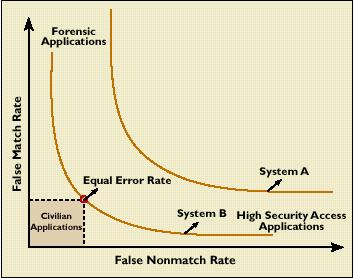 Forensic
Applications
False Match Rate
Equal Error Rate
System A
Civilian
Applications
System B
High Security Access
Applications
False Nonmatch Rate